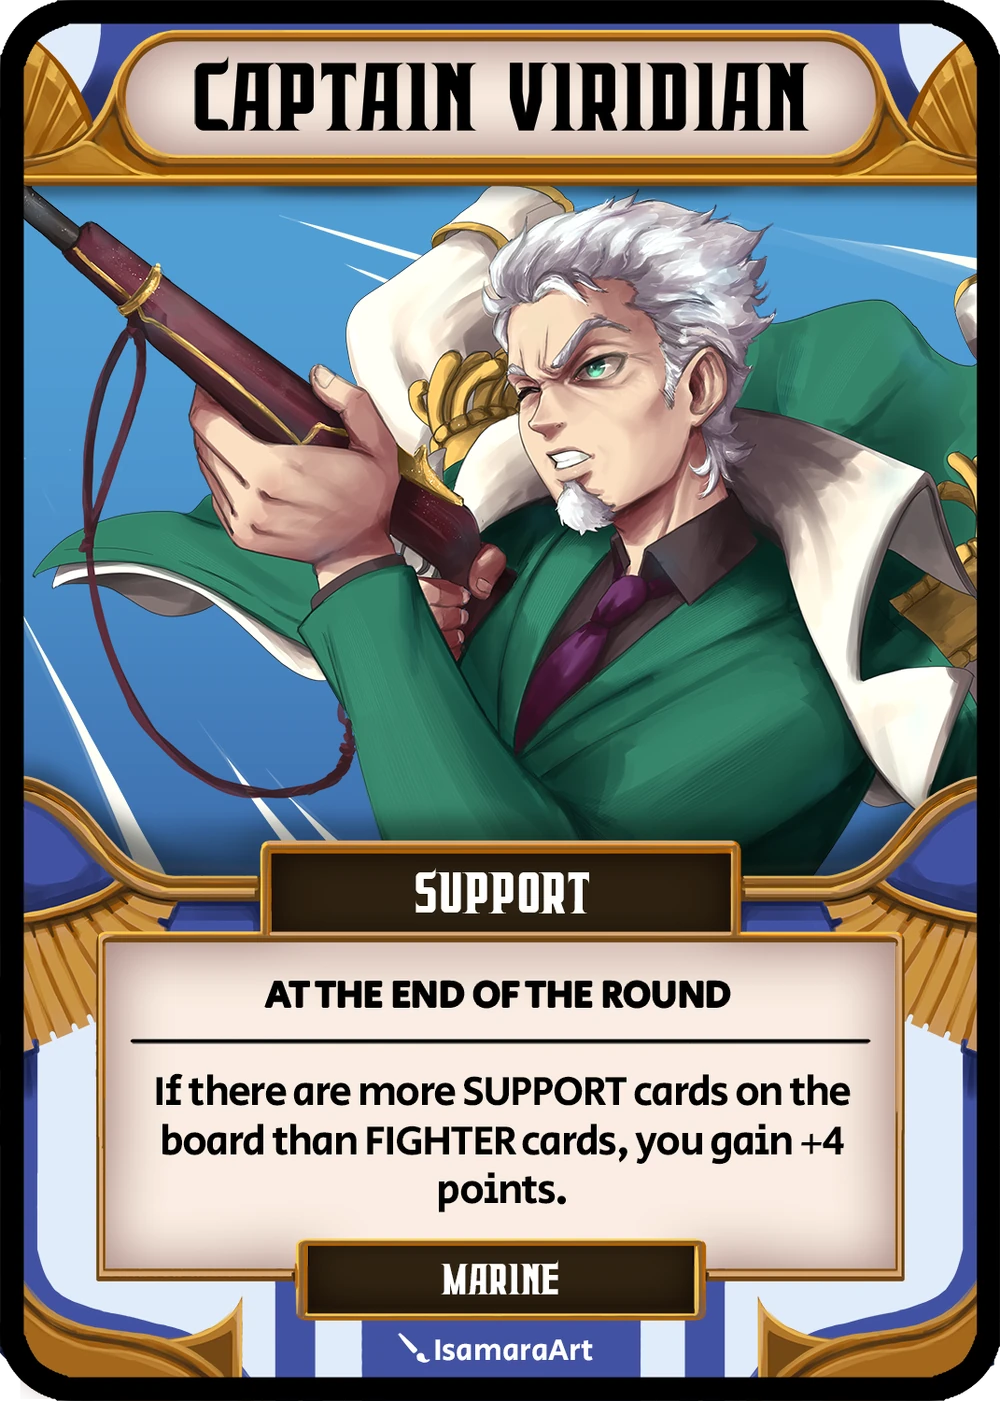 CAPTAIN VIRIDIAN
SUPPORT
AT THE END OF THE ROUND
If there are more SUPPORT cards on the
board than FIGHTER cards, you gain +4
points.
MARINE
IsamaraArt